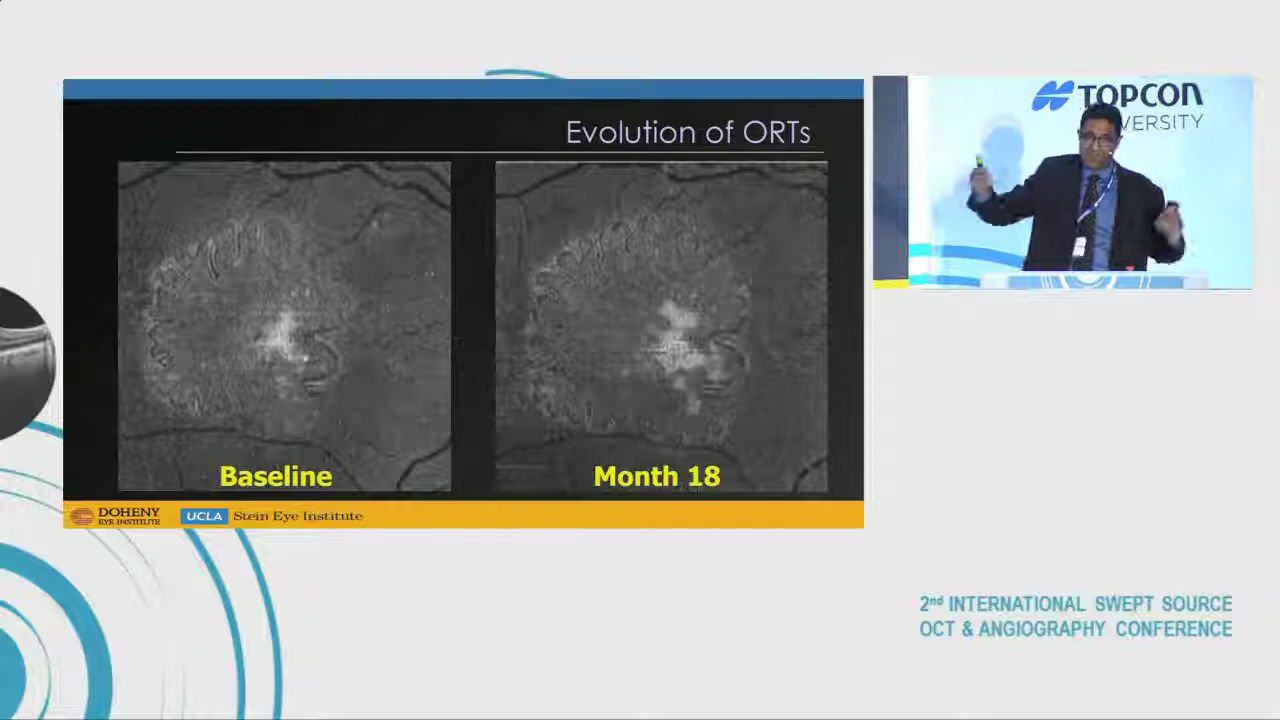 Evolution of ORTs
Baseline
Month 18
DOHENY
EYE INSTITUTE
UCLA Stein Eye Institute
TOPCON
VERSITY
2nd INTERNATIONAL SWEPT SOURCE
OCT & ANGIOGRAPHY CONFERENCE